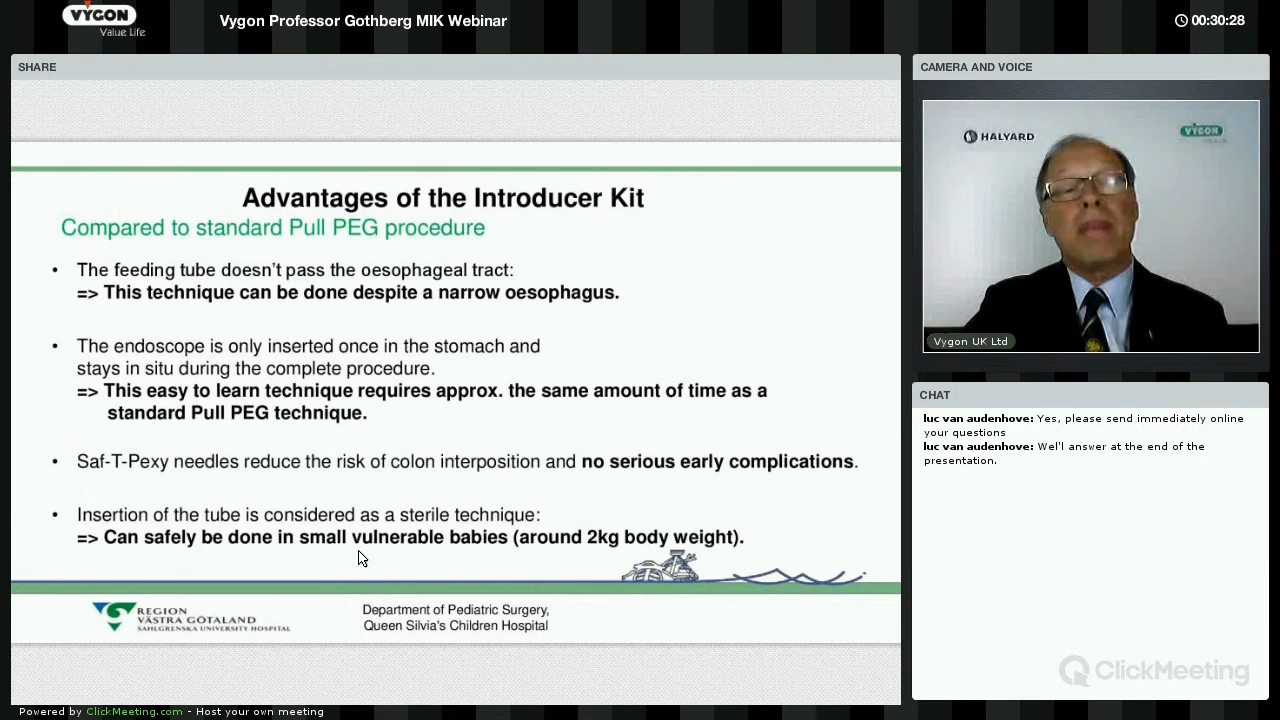 VYGON
Value Life
Vygon Professor Gothberg MIK Webinar
00:30:28
SHARE
Advantages of the Introducer Kit
Compared to standard Pull PEG procedure
• The feeding tube doesn't pass the oesophageal tract:
=> This technique can be done despite a narrow oesophagus.
• The endoscope is only inserted once in the stomach and
stays in situ during the complete procedure.
=> This easy to learn technique requires approx. the same amount of time as a
standard Pull PEG technique.
• Saf-T-Pexy needles reduce the risk of colon interposition and no serious early complications.
• Insertion of the tube is considered as a sterile technique:
=> Can safely be done in small vulnerable babies (around 2kg body weight).
REGION
VÄSTRA GÖTALAND
SAHLGRENSKA UNIVERSITY HOSPITAL
Department of Pediatric Surgery,
Queen Silvia's Children Hospital
CAMERA AND VOICE
HALYARD
VYGON
Vygon UK Ltd
CHAT
luc van audenhove: Yes, please send immediately online
your questions
luc van audenhove: Wel'l answer at the end of the
presentation.
ClickMeeting
Powered by ClickMeeting.com - Host your own meeting